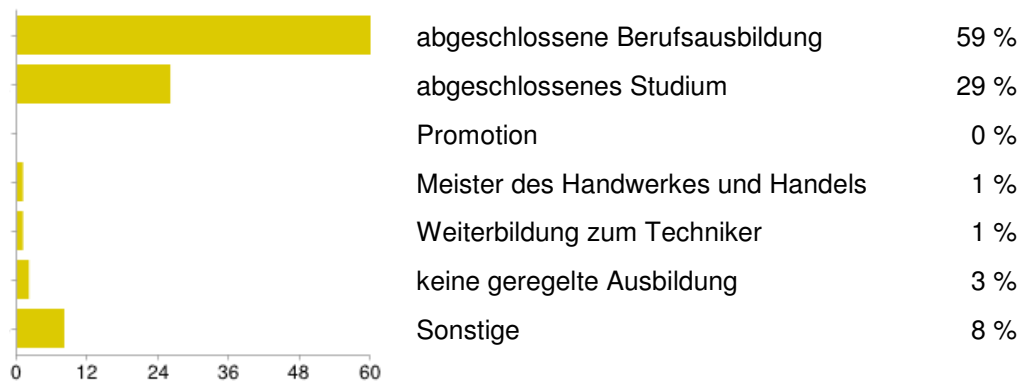 abgeschlossene Berufsausbildung 59 %
abgeschlossenes Studium 29 %
Promotion 0 %
Meister des Handwerkes und Handels 1 %
Weiterbildung zum Techniker 1 %
keine geregelte Ausbildung 3 %
Sonstige 8 %
0 12 24 36 48 60